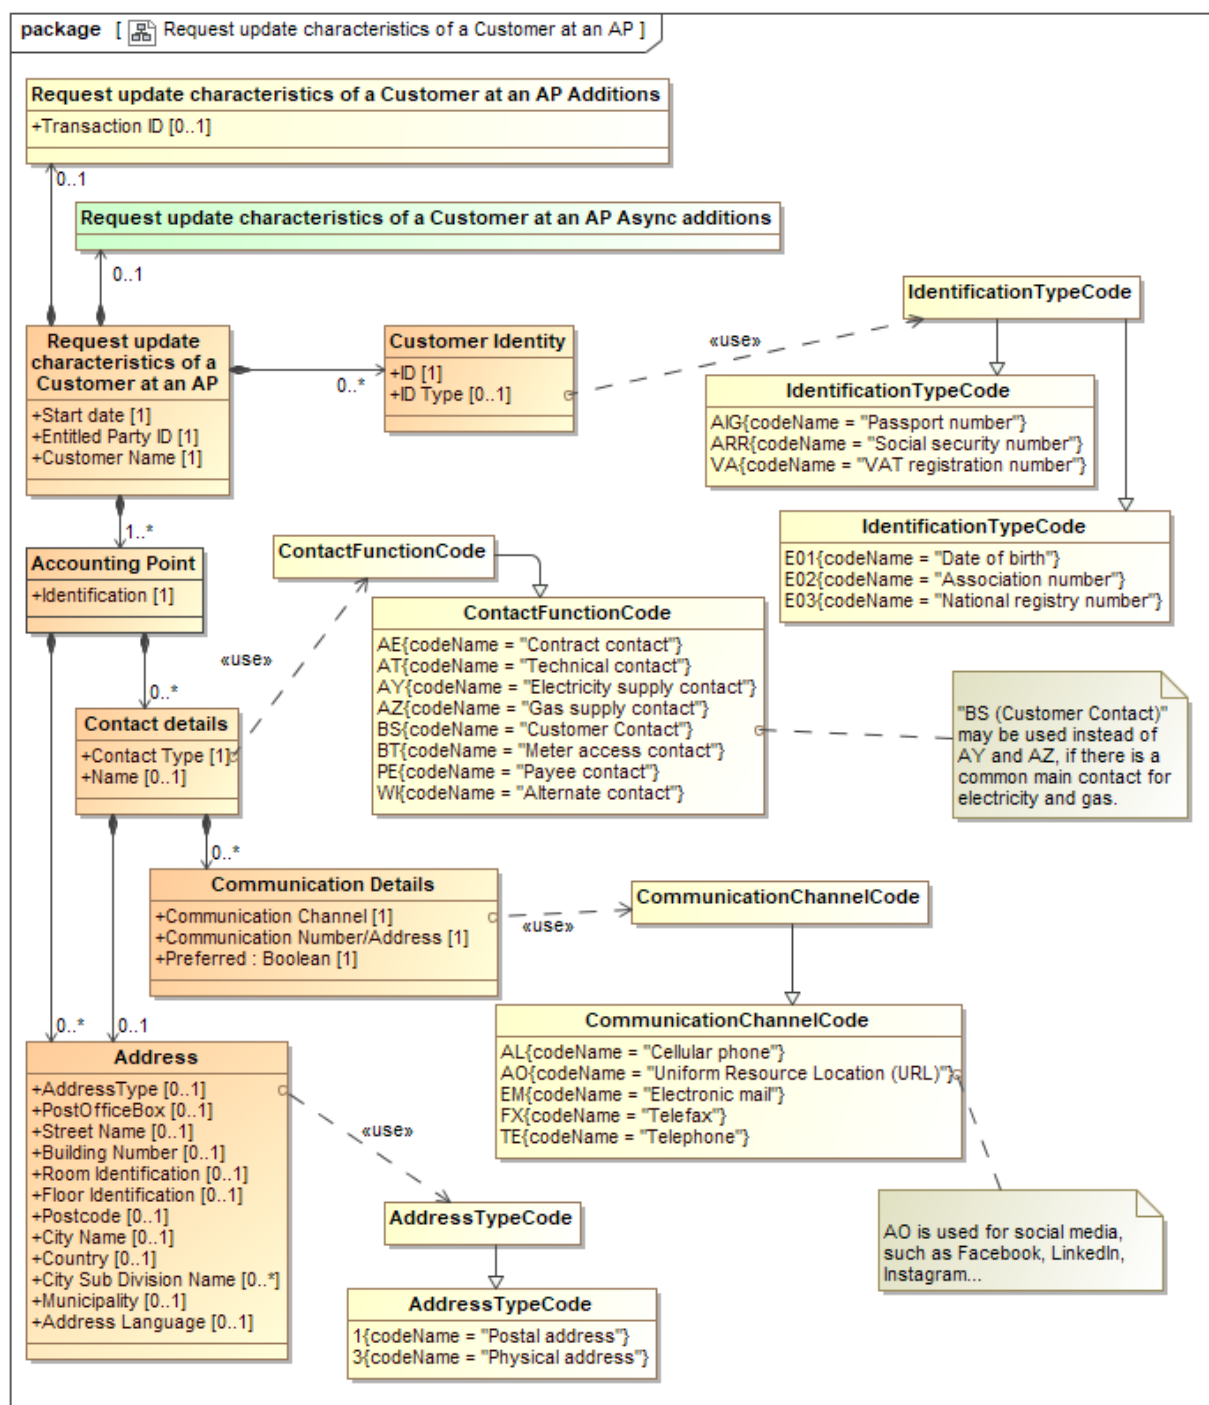 package [ Request update characteristics of a Customer at an AP ]
Request update characteristics of a Customer at an AP Additions
+Transaction ID [0..1]
0..1
Request update characteristics of a Customer at an AP Async additions
0..1
Request update
characteristics of a
Customer at an AP
+Start date [1]
+Entitled Party ID [1]
+Customer Name [1]
0..*
Customer Identity
+ID [1]
+ID Type [0..1]
«use»
IdentificationTypeCode
IdentificationTypeCode
AIG{codeName = "Passport number"}
ARR{codeName = "Social security number"}
VA{codeName = "VAT registration number"}
IdentificationTypeCode
E01{codeName = "Date of birth"}
E02{codeName = "Association number"}
E03{codeName = "National registry number"}
1..*
Accounting Point
+Identification [1]
ContactFunctionCode
«use»
ContactFunctionCode
AE{codeName = "Contract contact"}
AT{codeName = "Technical contact"}
AY{codeName = "Electricity supply contact"}
AZ{codeName = "Gas supply contact"}
BS{codeName = "Customer Contact"}
BT{codeName = "Meter access contact"}
PE{codeName = "Payee contact"}
WI{codeName = "Alternate contact"}
"BS (Customer Contact)"
may be used instead of
AY and AZ, if there is a
common main contact for
electricity and gas.
0..*
Contact details
+Contact Type [1]
+Name [0..1]
0..*
Communication Details
+Communication Channel [1]
+Communication Number/Address [1]
+Preferred : Boolean [1]
«use»
CommunicationChannelCode
CommunicationChannelCode
AL{codeName = "Cellular phone"}
AO{codeName = "Uniform Resource Location (URL)"}
EM{codeName = "Electronic mail"}
FX{codeName = "Telefax"}
TE{codeName = "Telephone"}
AO is used for social media,
such as Facebook, LinkedIn,
Instagram...
0..*
0..1
Address
+AddressType [0..1]
+PostOfficeBox [0..1]
+Street Name [0..1]
+Building Number [0..1]
+Room Identification [0..1]
+Floor Identification [0..1]
+Postcode [0..1]
+City Name [0..1]
+Country [0..1]
+City Sub Division Name [0..*]
+Municipality [0..1]
+Address Language [0..1]
«use»
AddressTypeCode
AddressTypeCode
1{codeName = "Postal address"}
3{codeName = "Physical address"}